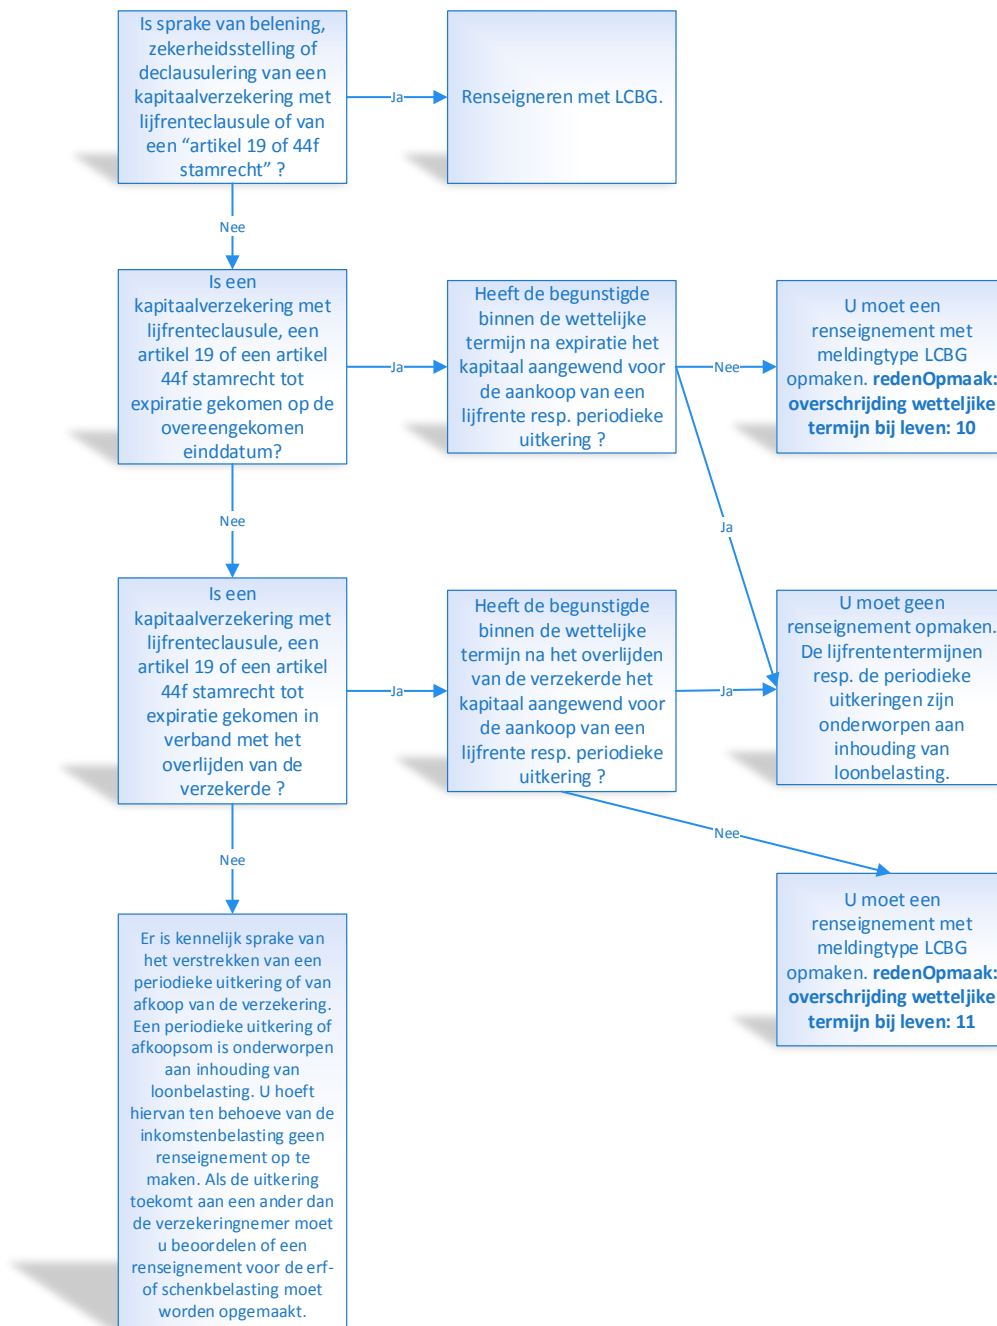 Is sprake van belening,
zekerheidsstelling of
declausulering van een
kapitaalverzekering met
lijfrenteclausule of van
een “artikel 19 of 44f
stamrecht” ?
Ja
Renseigneren met LCBG.
Nee
Is een
kapitaalverzekering met
lijfrenteclausule, een
artikel 19 of een artikel
44f stamrecht tot
expiratie gekomen op de
overeengekomen
einddatum?
Ja
Heeft de begunstigde
binnen de wettelijke
termijn na expiratie het
kapitaal aangewend voor
de aankoop van een
lijfrente resp. periodieke
uitkering ?
Nee
U moet een
renseignement met
meldingtype LCBG
opmaken. redenOpmaak:
overschrijding wetteljike
termijn bij leven: 10
Nee
Ja
Is een
kapitaalverzekering met
lijfrenteclausule, een
artikel 19 of een artikel
44f stamrecht tot
expiratie gekomen in
verband met het
overlijden van de
verzekerde ?
Ja
Heeft de begunstigde
binnen de wettelijke
termijn na het overlijden
van de verzekerde het
kapitaal aangewend voor
de aankoop van een
lijfrente resp. periodieke
uitkering ?
Ja
U moet geen
renseignement opmaken.
De lijfrententermijnen
resp. de periodieke
uitkeringen zijn
onderworpen aan
inhouding van
loonbelasting.
Nee
Nee
U moet een
renseignement met
meldingtype LCBG
opmaken. redenOpmaak:
overschrijding wetteljike
termijn bij leven: 11
Er is kennelijk sprake van
het verstrekken van een
periodieke uitkering of van
afkoop van de verzekering.
Een periodieke uitkering of
afkoopsom is onderworpen
aan inhouding van
loonbelasting. U hoeft
hiervan ten behoeve van de
inkomstenbelasting geen
renseignement op te
maken. Als de uitkering
toekomt aan een ander dan
de verzekeringnemer moet
u beoordelen of een
renseignement voor de erf-
of schenkbelasting moet
worden opgemaakt.